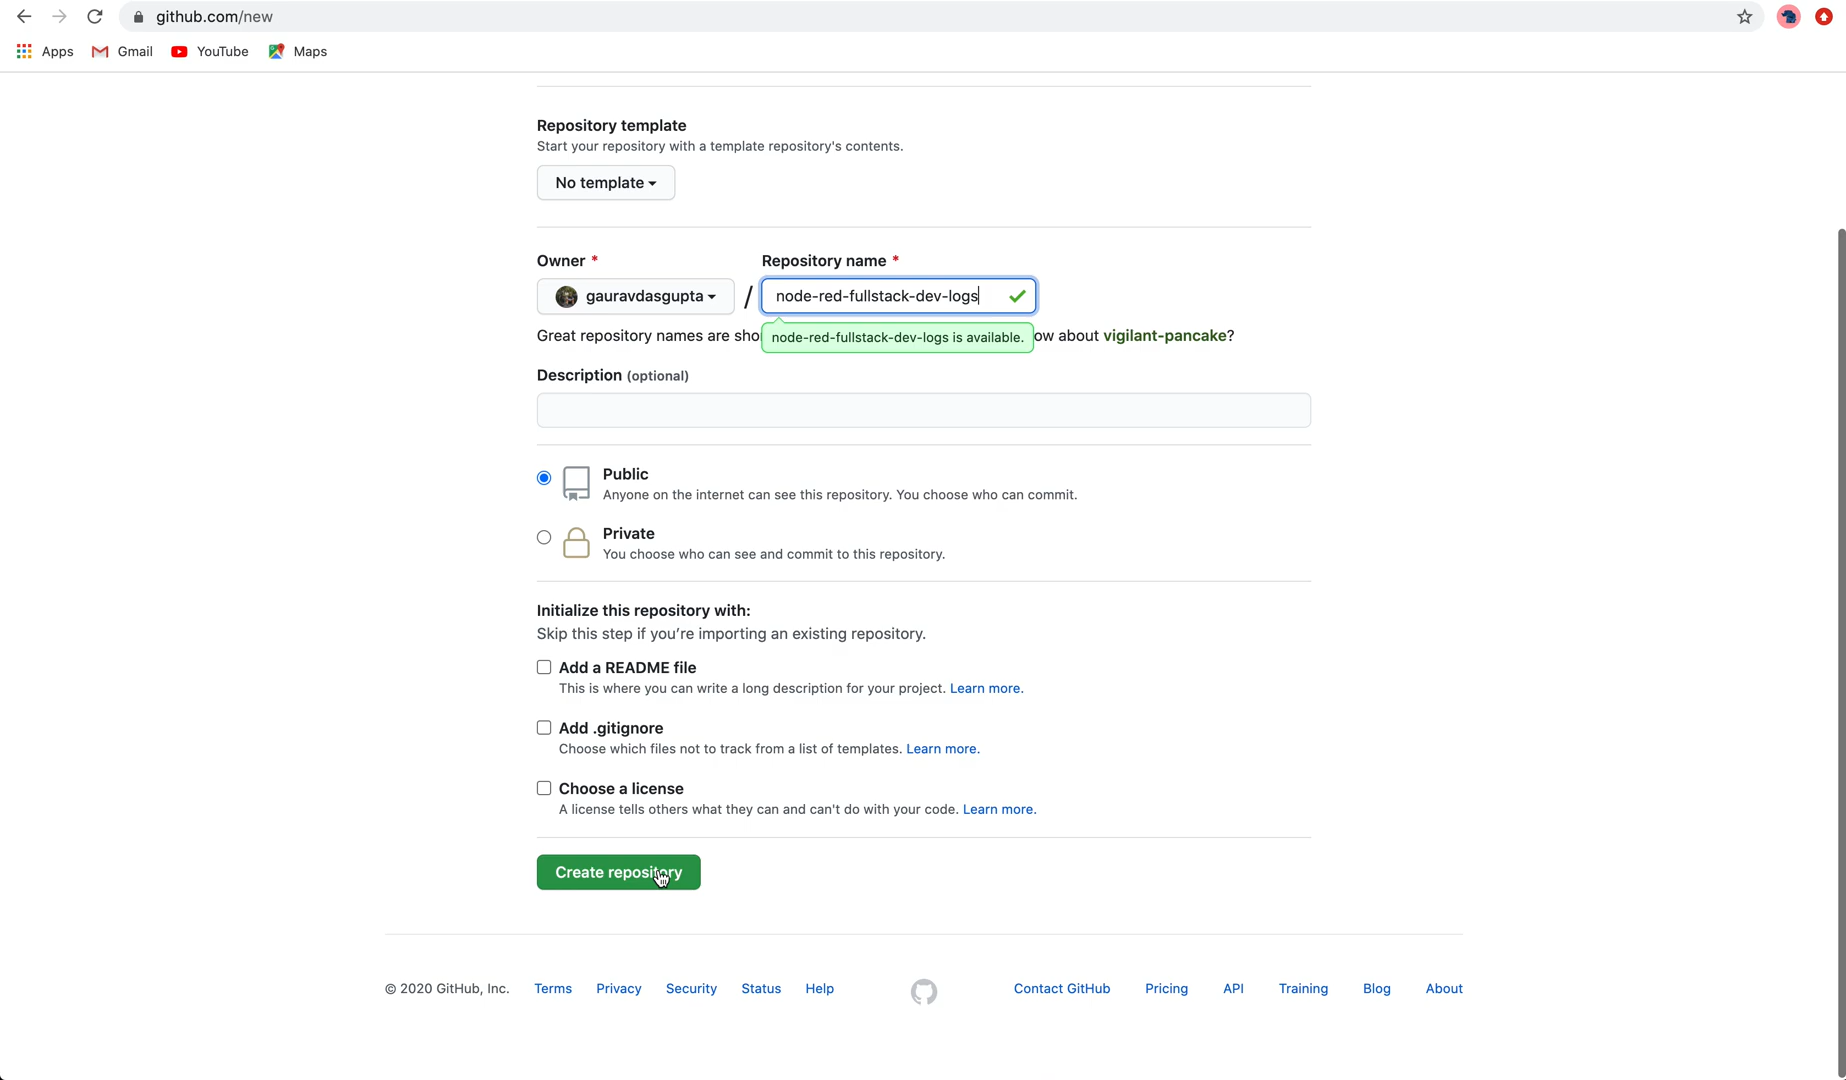 github.com/new
Apps Gmail YouTube Maps
Repository template
Start your repository with a template repository's contents.
No template
Owner * Repository name *
gauravdasgupta / node-red-fullstack-dev-logs
Great repository names are sho node-red-fullstack-dev-logs is available. ow about vigilant-pancake?
Description (optional)
Public
Anyone on the internet can see this repository. You choose who can commit.
Private
You choose who can see and commit to this repository.
Initialize this repository with:
Skip this step if you're importing an existing repository.
Add a README file
This is where you can write a long description for your project. Learn more.
Add .gitignore
Choose which files not to track from a list of templates. Learn more.
Choose a license
A license tells others what they can and can't do with your code. Learn more.
Create repository
© 2020 GitHub, Inc. Terms Privacy Security Status Help Contact GitHub Pricing API Training Blog About